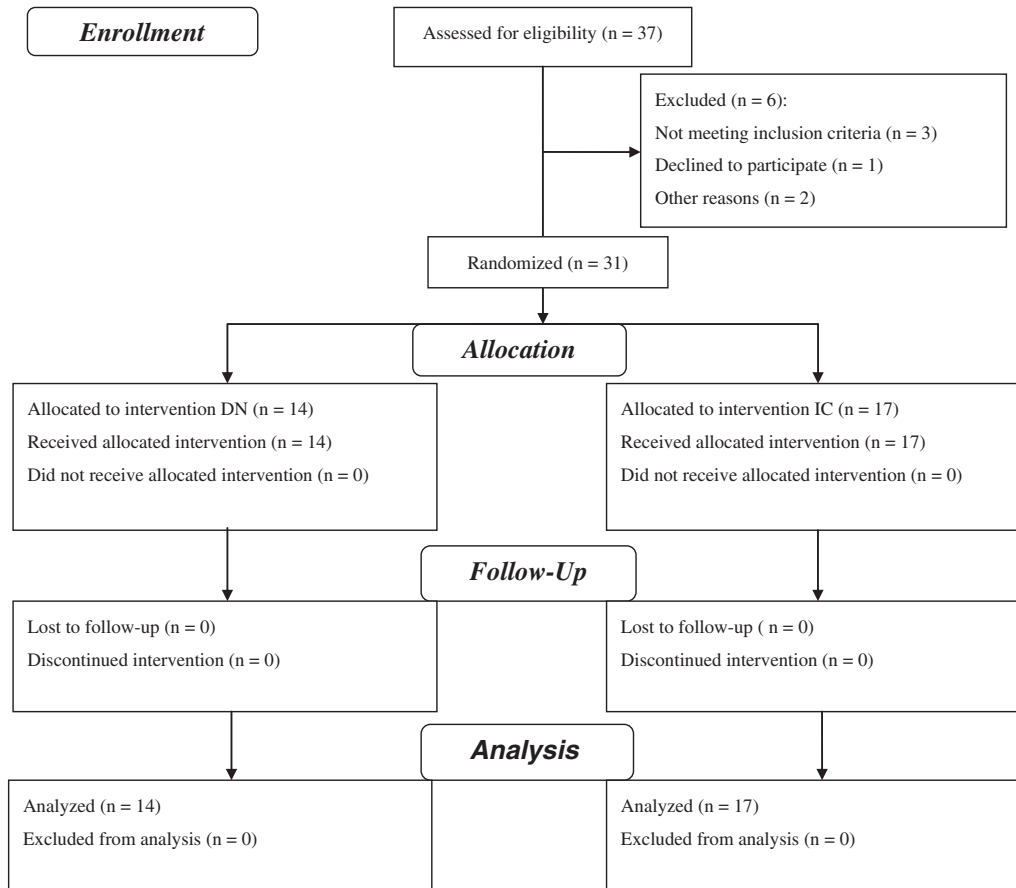 Enrollment
Assessed for eligibility (n = 37)
Excluded (n = 6):
Not meeting inclusion criteria (n = 3)
Declined to participate (n = 1)
Other reasons (n = 2)
Randomized (n = 31)
Allocation
Allocated to intervention DN (n = 14)
Received allocated intervention (n = 14)
Did not receive allocated intervention (n = 0)
Allocated to intervention IC (n = 17)
Received allocated intervention (n = 17)
Did not receive allocated intervention (n = 0)
Follow-Up
Lost to follow-up (n = 0)
Discontinued intervention (n = 0)
Lost to follow-up ( n = 0)
Discontinued intervention (n = 0)
Analysis
Analyzed (n = 14)
Excluded from analysis (n = 0)
Analyzed (n = 17)
Excluded from analysis (n = 0)